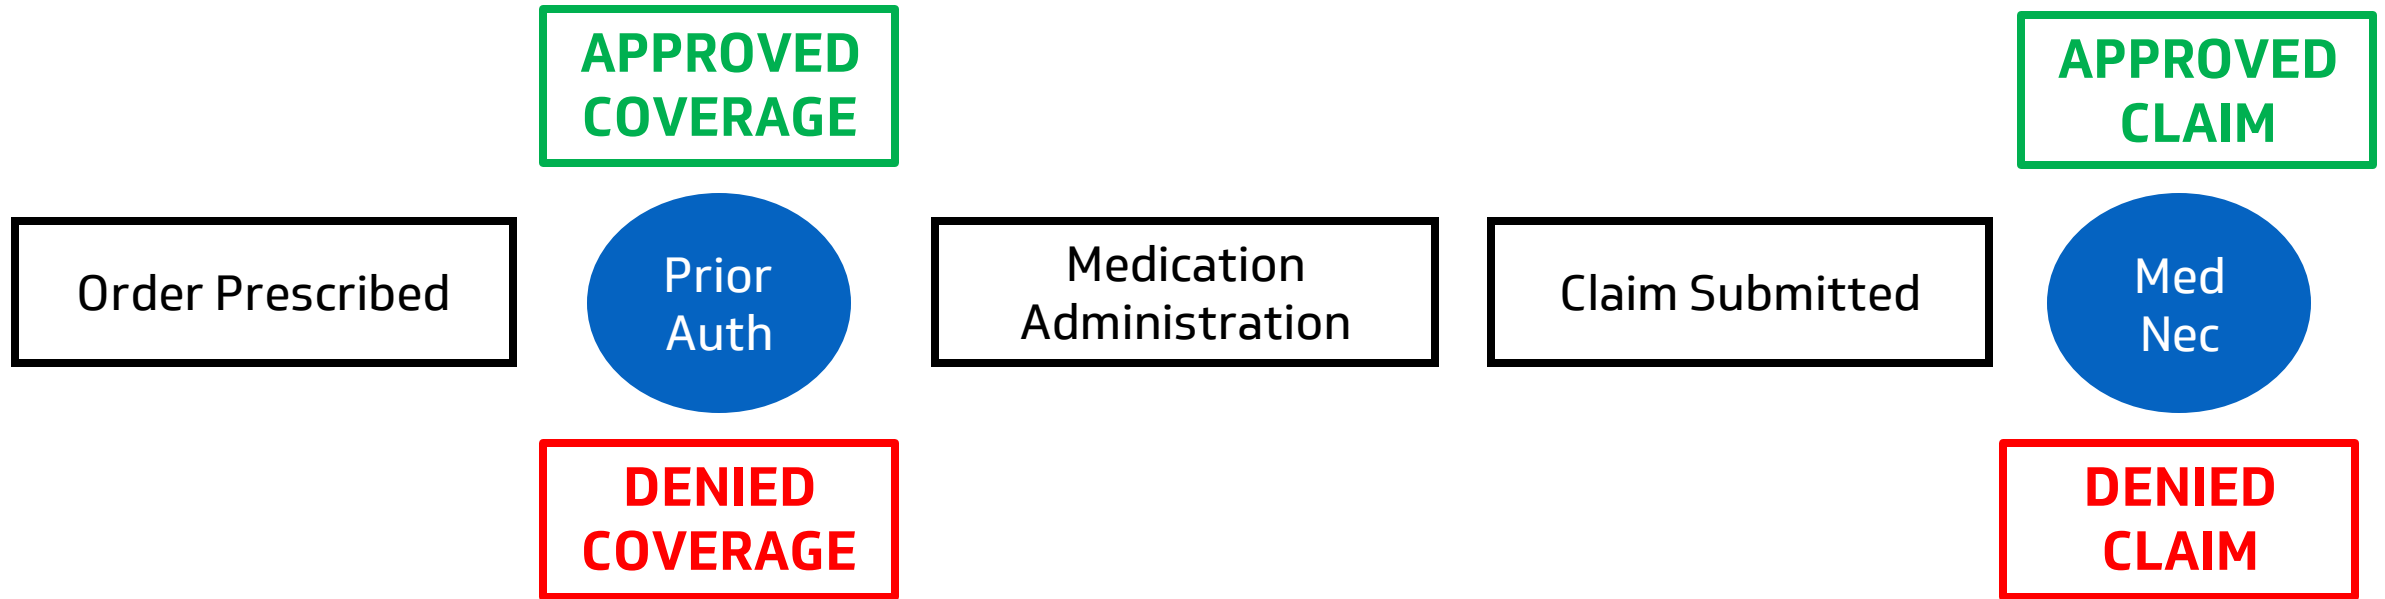 APPROVED
COVERAGE
APPROVED
CLAIM
Order Prescribed
Prior
Auth
Medication
Administration
Claim Submitted
Med
Nec
DENIED
COVERAGE
DENIED
CLAIM